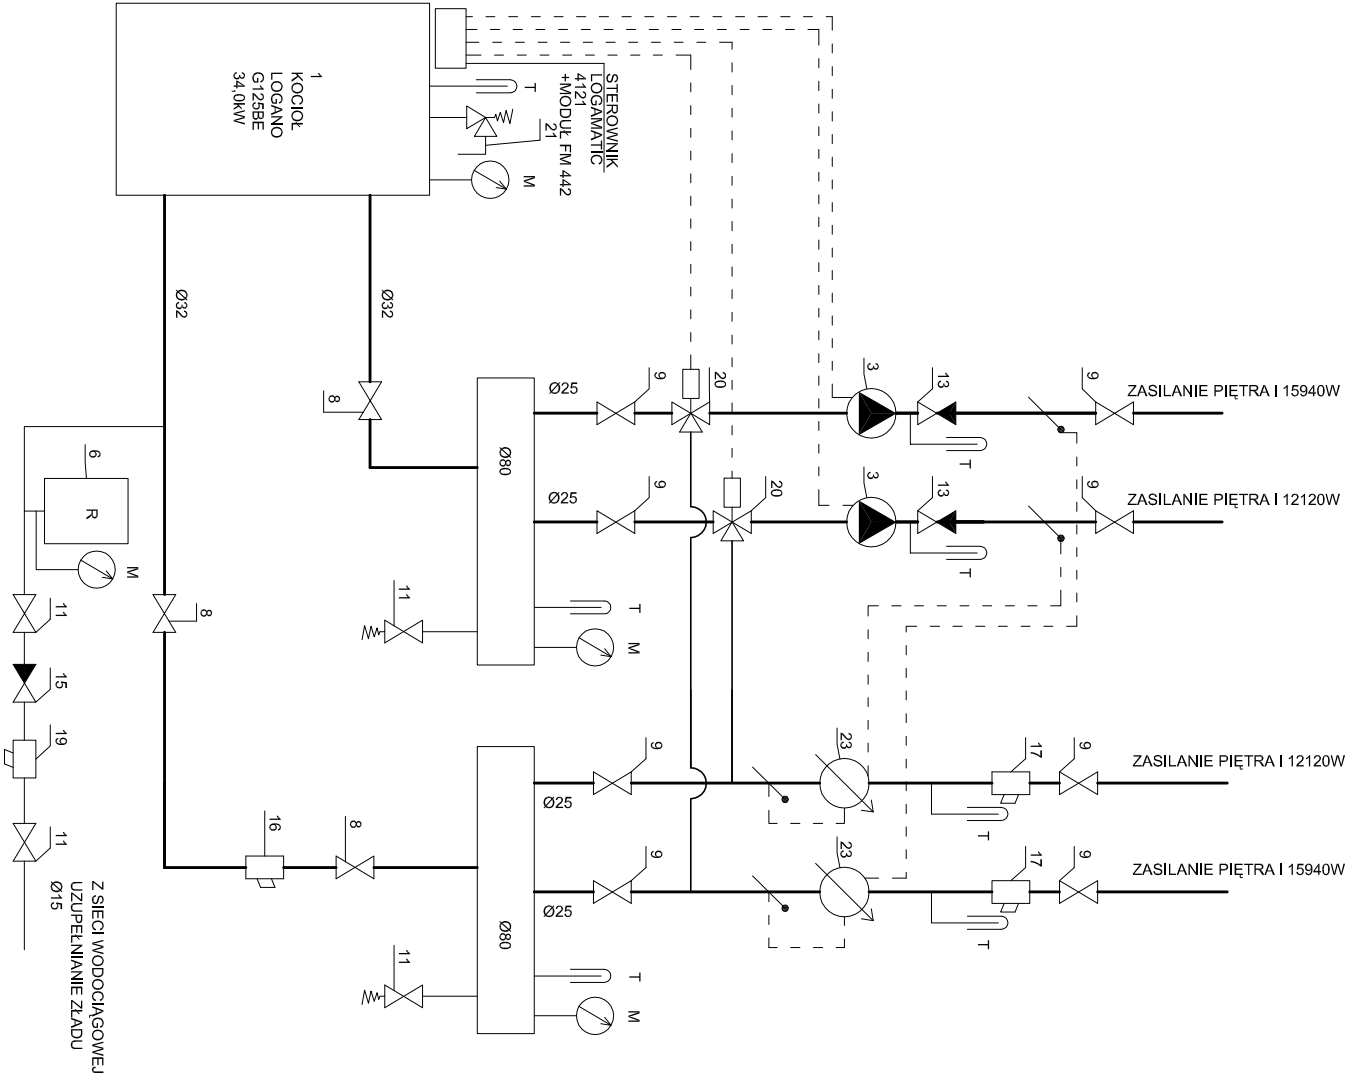 1
KOCIOŁ
LOGANO
G125BE
34,0kW
STEROWNIK
LOGAMATIC
4121
+MODUŁ FM 442
T
21
M
Ø32
Ø32
8
Ø80
Ø25
9
20
3
13
T
9
ZASILANIE PIĘTRA I 15940W
Ø25
9
20
3
13
T
9
ZASILANIE PIĘTRA I 12120W
11
T
M
6
R
M
11
8
15
19
11
Z SIECI WODOCIĄGOWEJ
UZUPEŁNIANIE ZŁADU
Ø15
16
8
Ø80
Ø25
9
23
17
T
9
ZASILANIE PIĘTRA I 12120W
Ø25
9
23
17
T
9
ZASILANIE PIĘTRA I 15940W
11
T
M